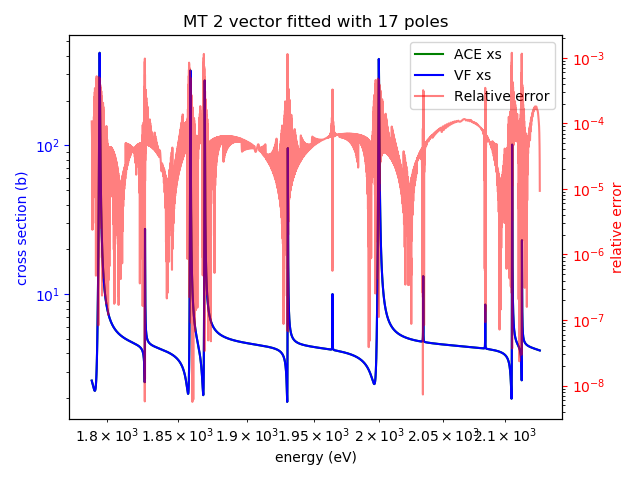 MT 2 vector fitted with 17 poles
ACE xs
VF xs
Relative error
cross section (b)
10²
10¹
relative error
10⁻³
10⁻⁴
10⁻⁵
10⁻⁶
10⁻⁷
10⁻⁸
1.8 × 10³ 1.85 × 10³ 1.9 × 10³ 1.95 × 10³ 2 × 10³ 2.05 × 10³ 2.1 × 10³
energy (eV)